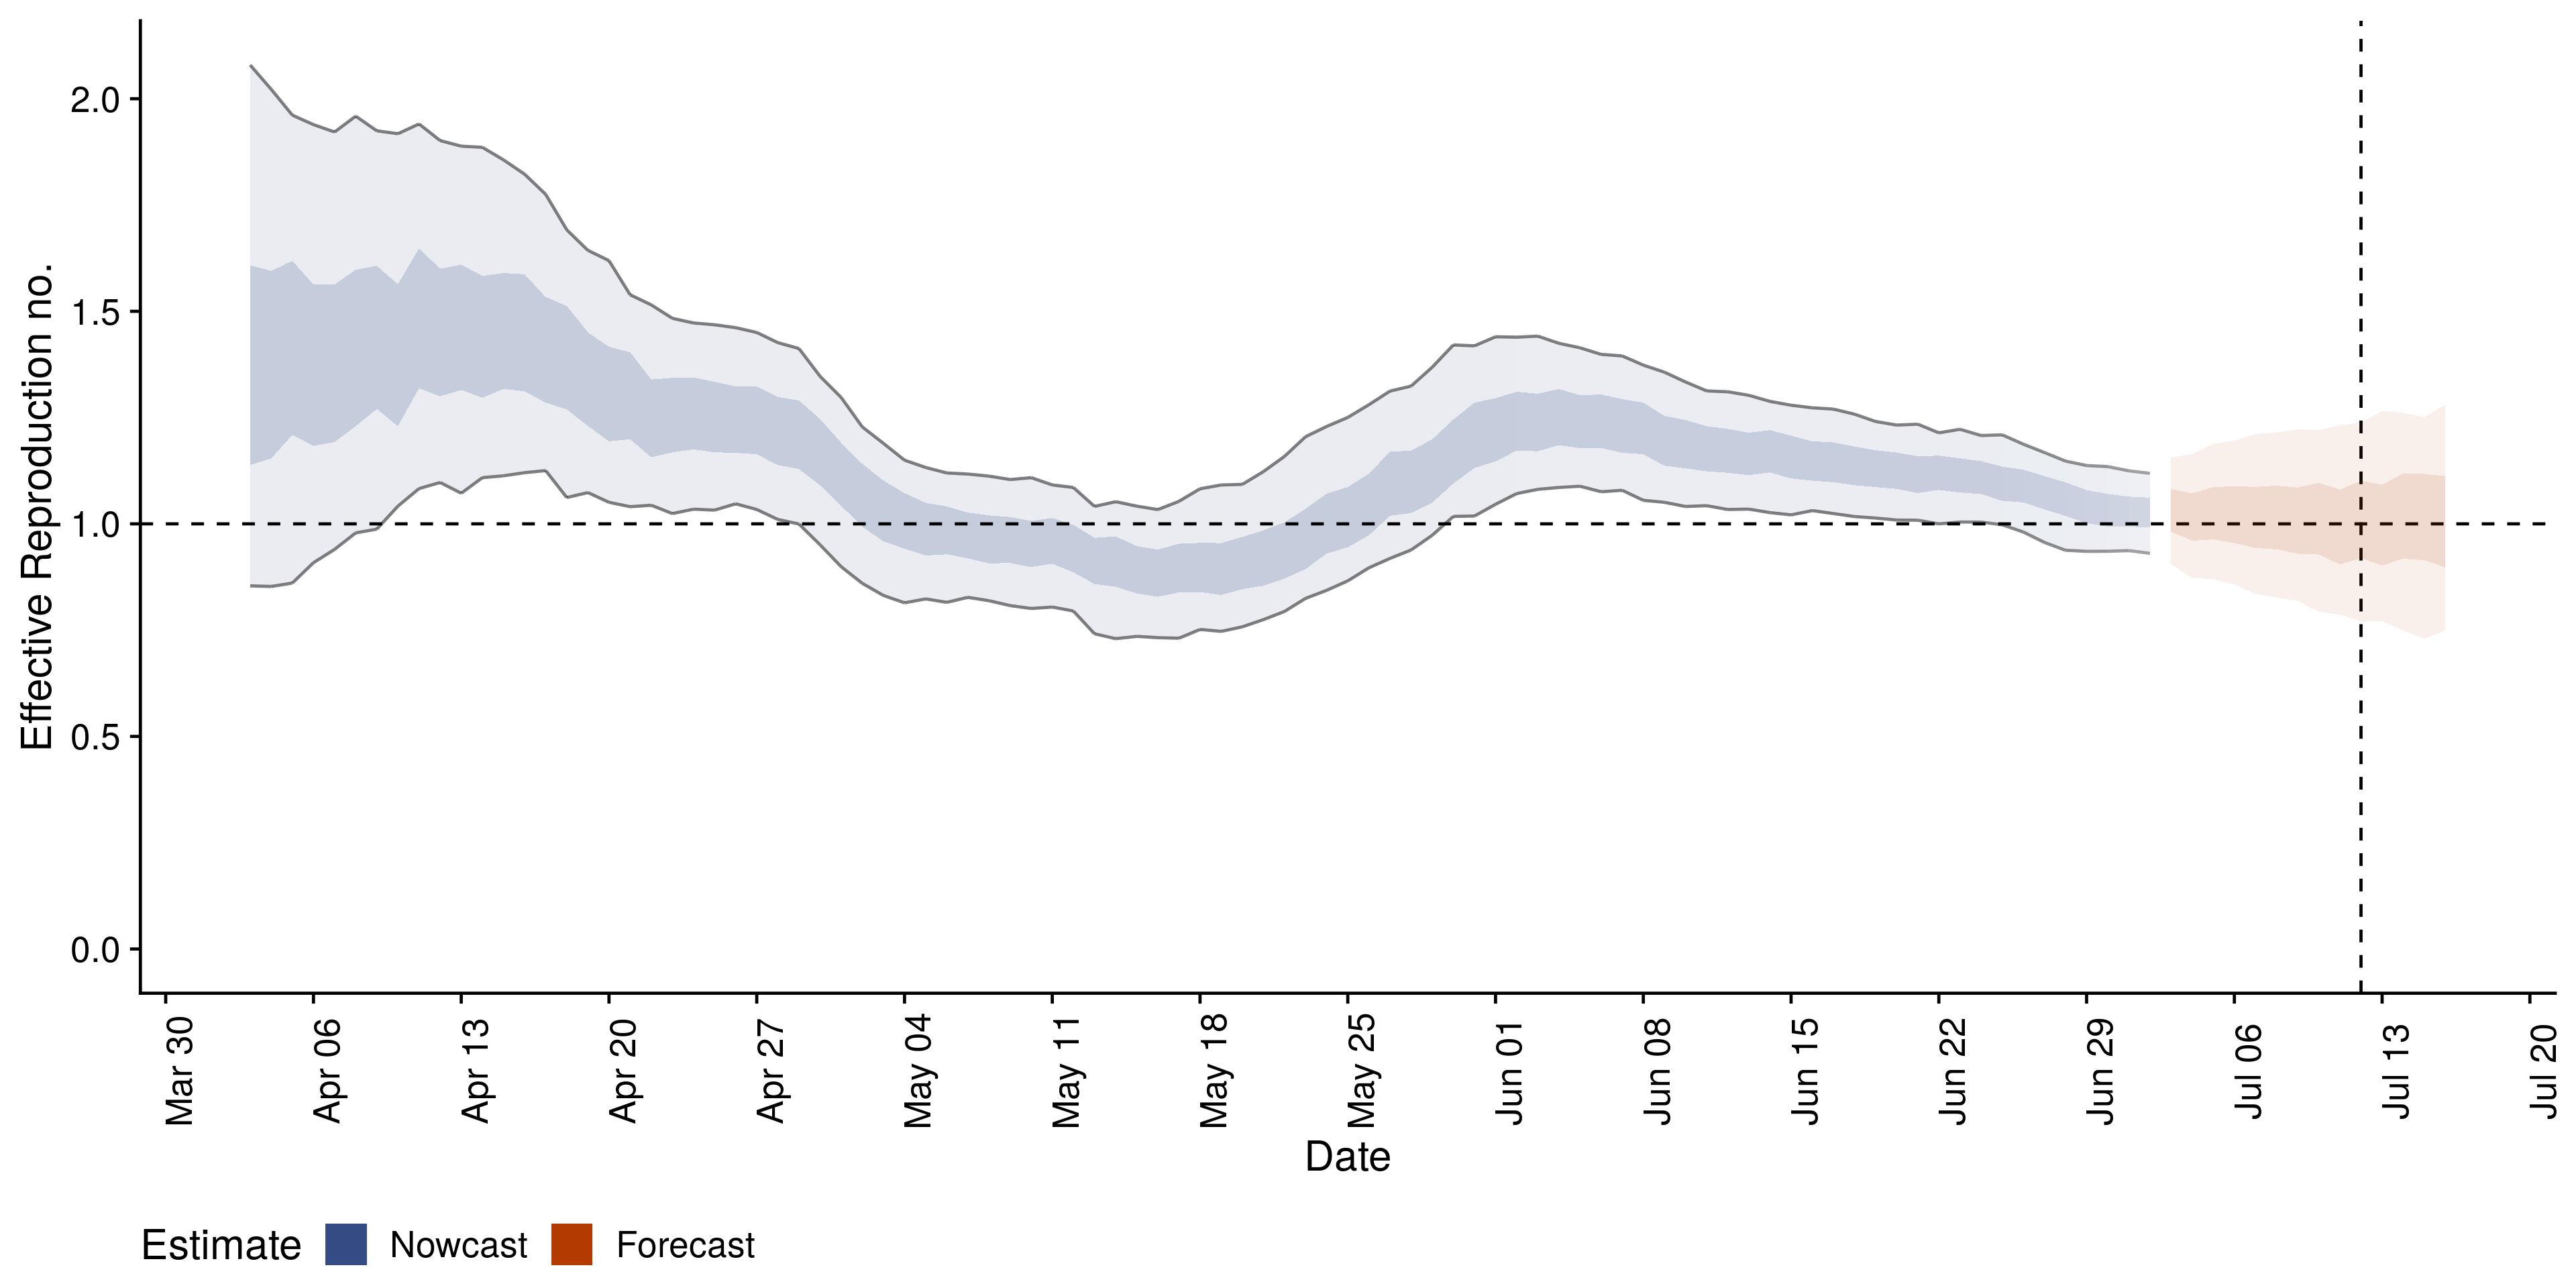 Effective Reproduction no.
2.0
1.5
1.0
0.5
0.0
Mar 30
Apr 06
Apr 13
Apr 20
Apr 27
May 04
May 11
May 18
May 25
Jun 01
Jun 08
Jun 15
Jun 22
Jun 29
Jul 06
Jul 13
Jul 20
Date
Estimate Nowcast Forecast